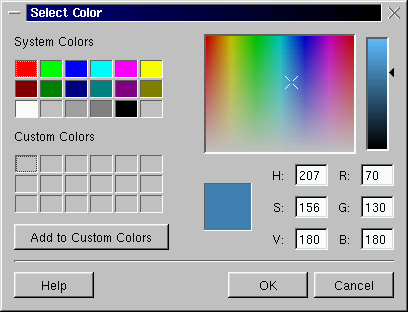 Select Color
System Colors
Custom Colors
H: 207 R: 70
S: 156 G: 130
V: 180 B: 180
Add to Custom Colors
Help OK Cancel